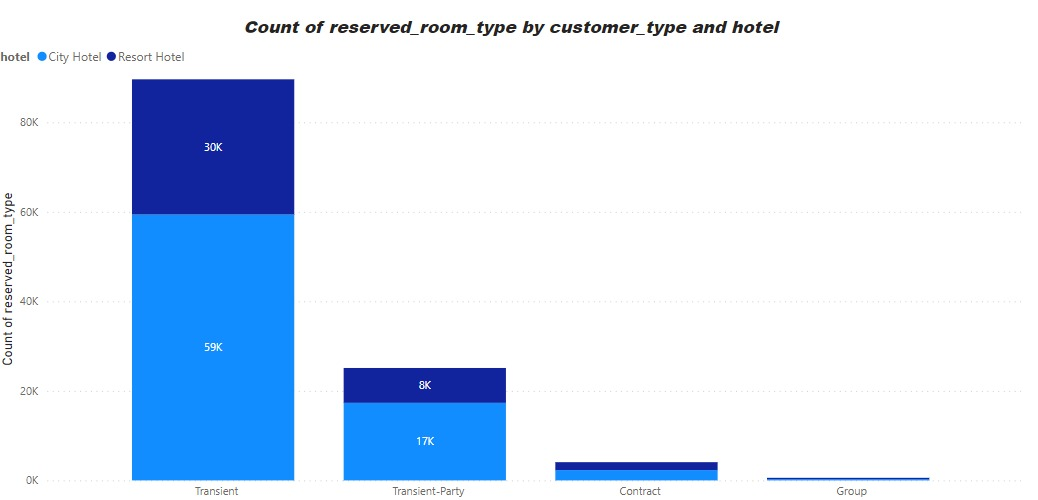 Count of reserved_room_type by customer_type and hotel
hotel City Hotel Resort Hotel
Count of reserved_room_type
80K
60K
40K
20K
0K
30K
59K
8K
17K
Transient Transient-Party Contract Group